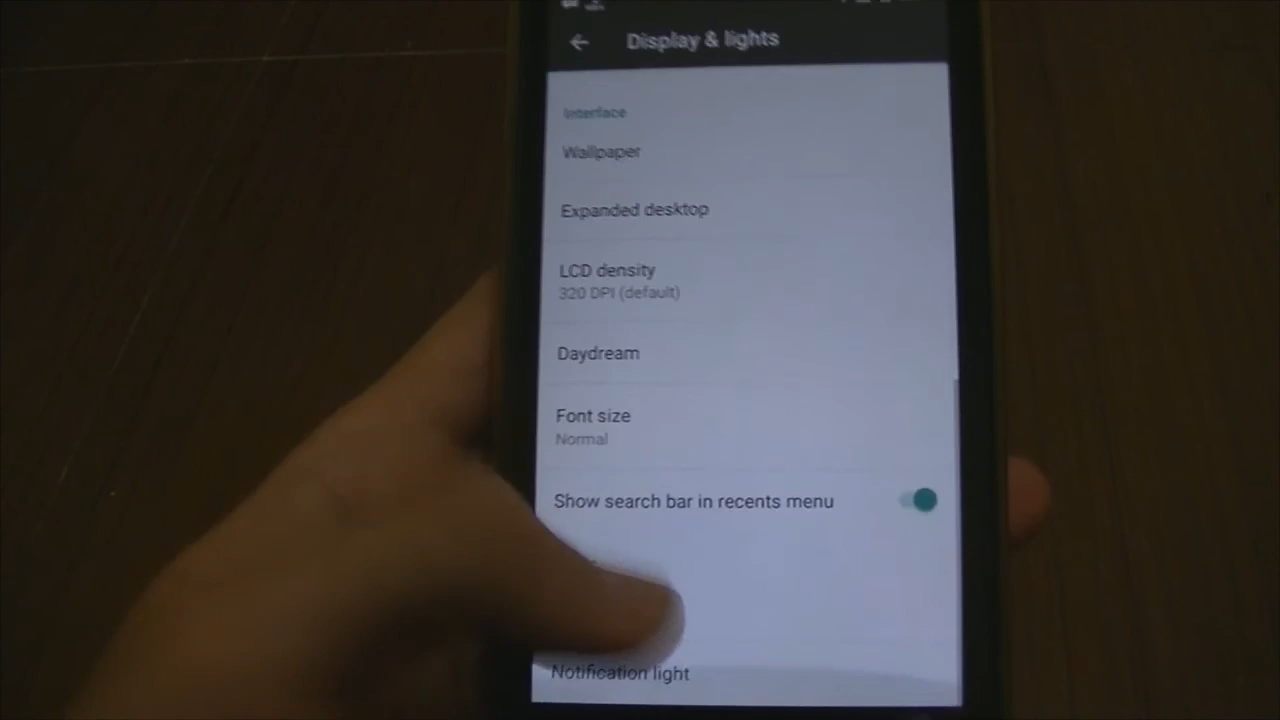 Display & lights
Interface
Wallpaper
Expanded desktop
LCD density
320 DPI (default)
Daydream
Font size
Normal
Show search bar in recents menu
Notification light